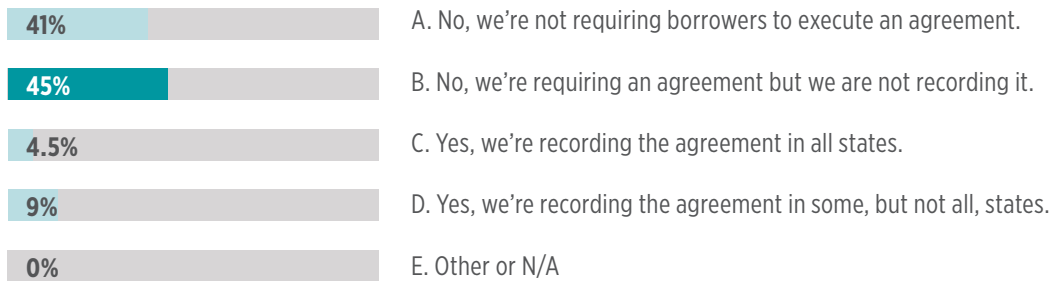 41% A. No, we’re not requiring borrowers to execute an agreement.
45% B. No, we’re requiring an agreement but we are not recording it.
4.5% C. Yes, we’re recording the agreement in all states.
9% D. Yes, we’re recording the agreement in some, but not all, states.
0% E. Other or N/A